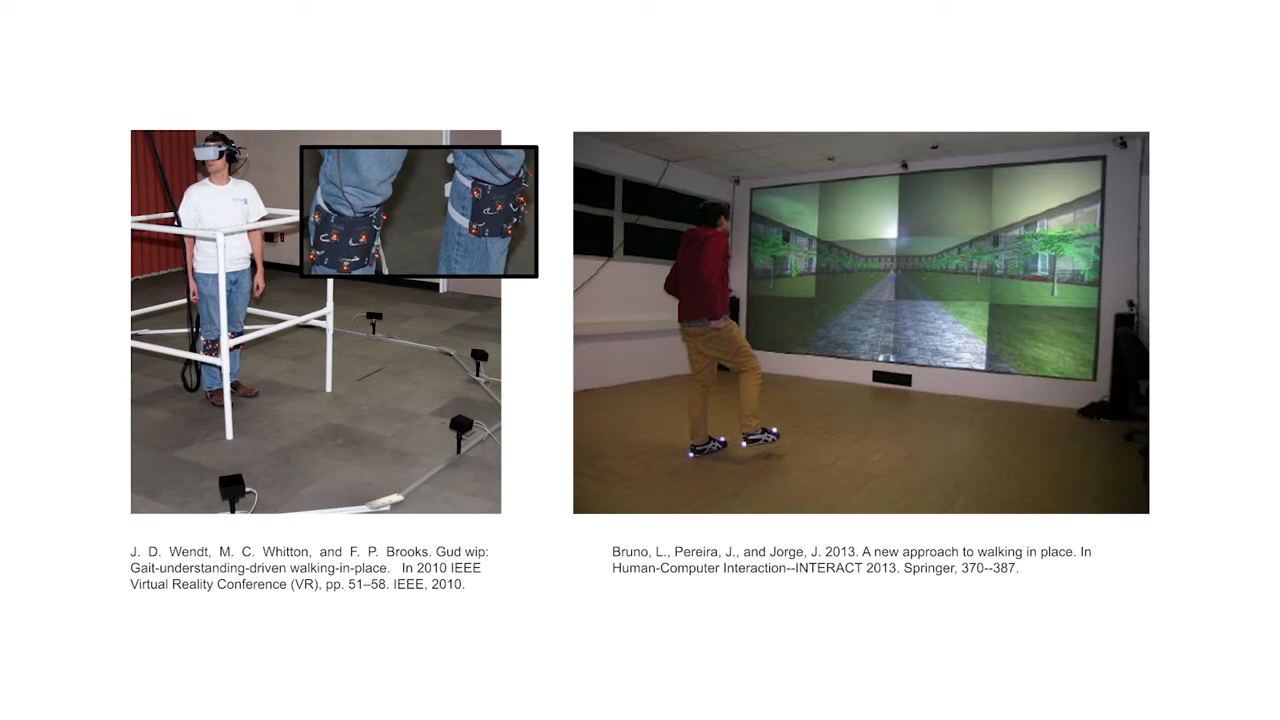 J. D. Wendt, M. C. Whitton, and F. P. Brooks. Gud wip:
Gait-understanding-driven walking-in-place. In 2010 IEEE
Virtual Reality Conference (VR), pp. 51–58. IEEE, 2010.
Bruno, L., Pereira, J., and Jorge, J. 2013. A new approach to walking in place. In
Human-Computer Interaction--INTERACT 2013. Springer, 370--387.